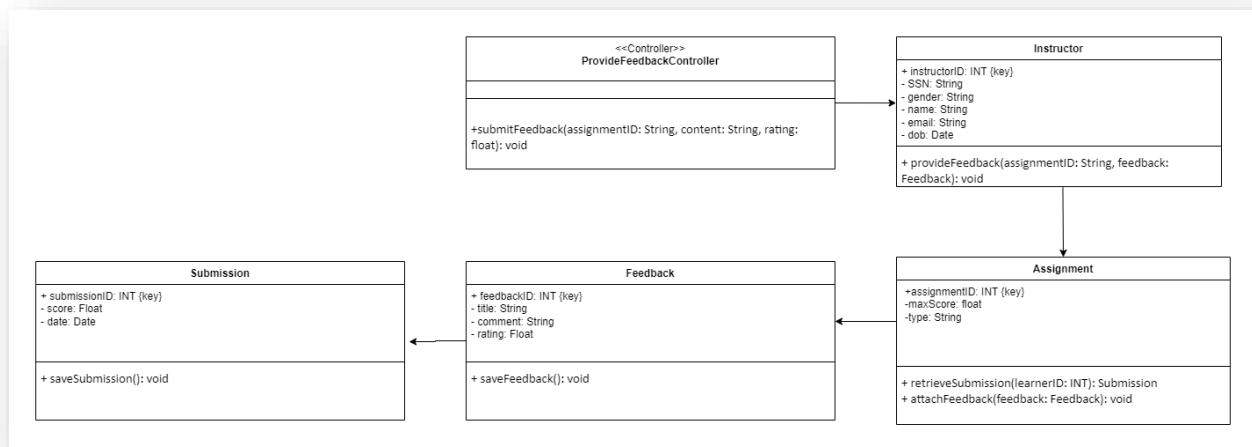 <<Controller>>
ProvideFeedbackController
+submitFeedback(assignmentID: String, content: String, rating:
float): void
Instructor
+ instructorID: INT {key}
- SSN: String
- gender: String
- name: String
- email: String
- dob: Date
+ provideFeedback(assignmentID: String, feedback:
Feedback): void
Submission
+ submissionID: INT {key}
- score: Float
- date: Date
+ saveSubmission(): void
Feedback
+ feedbackID: INT {key}
- title: String
- comment: String
- rating: Float
+ saveFeedback(): void
Assignment
+assignmentID: INT {key}
-maxScore: float
-type: String
+ retrieveSubmission(learnerID: INT): Submission
+ attachFeedback(feedback: Feedback): void